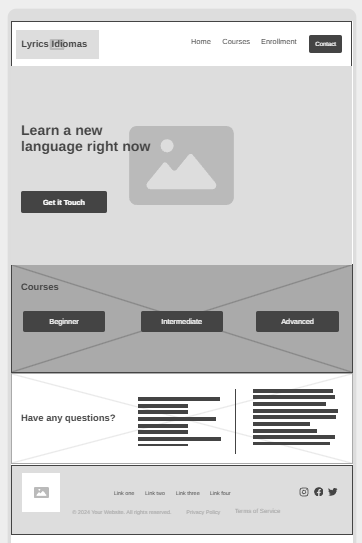 Lyrics Idiomas
Home Courses Enrollment Contact
Learn a new
language right now
Get it Touch
Courses
Beginner Intermediate Advanced
Have any questions?
Link one Link two Link three Link four
© 202X Your Website. All rights reserved. Privacy Policy Terms of Service